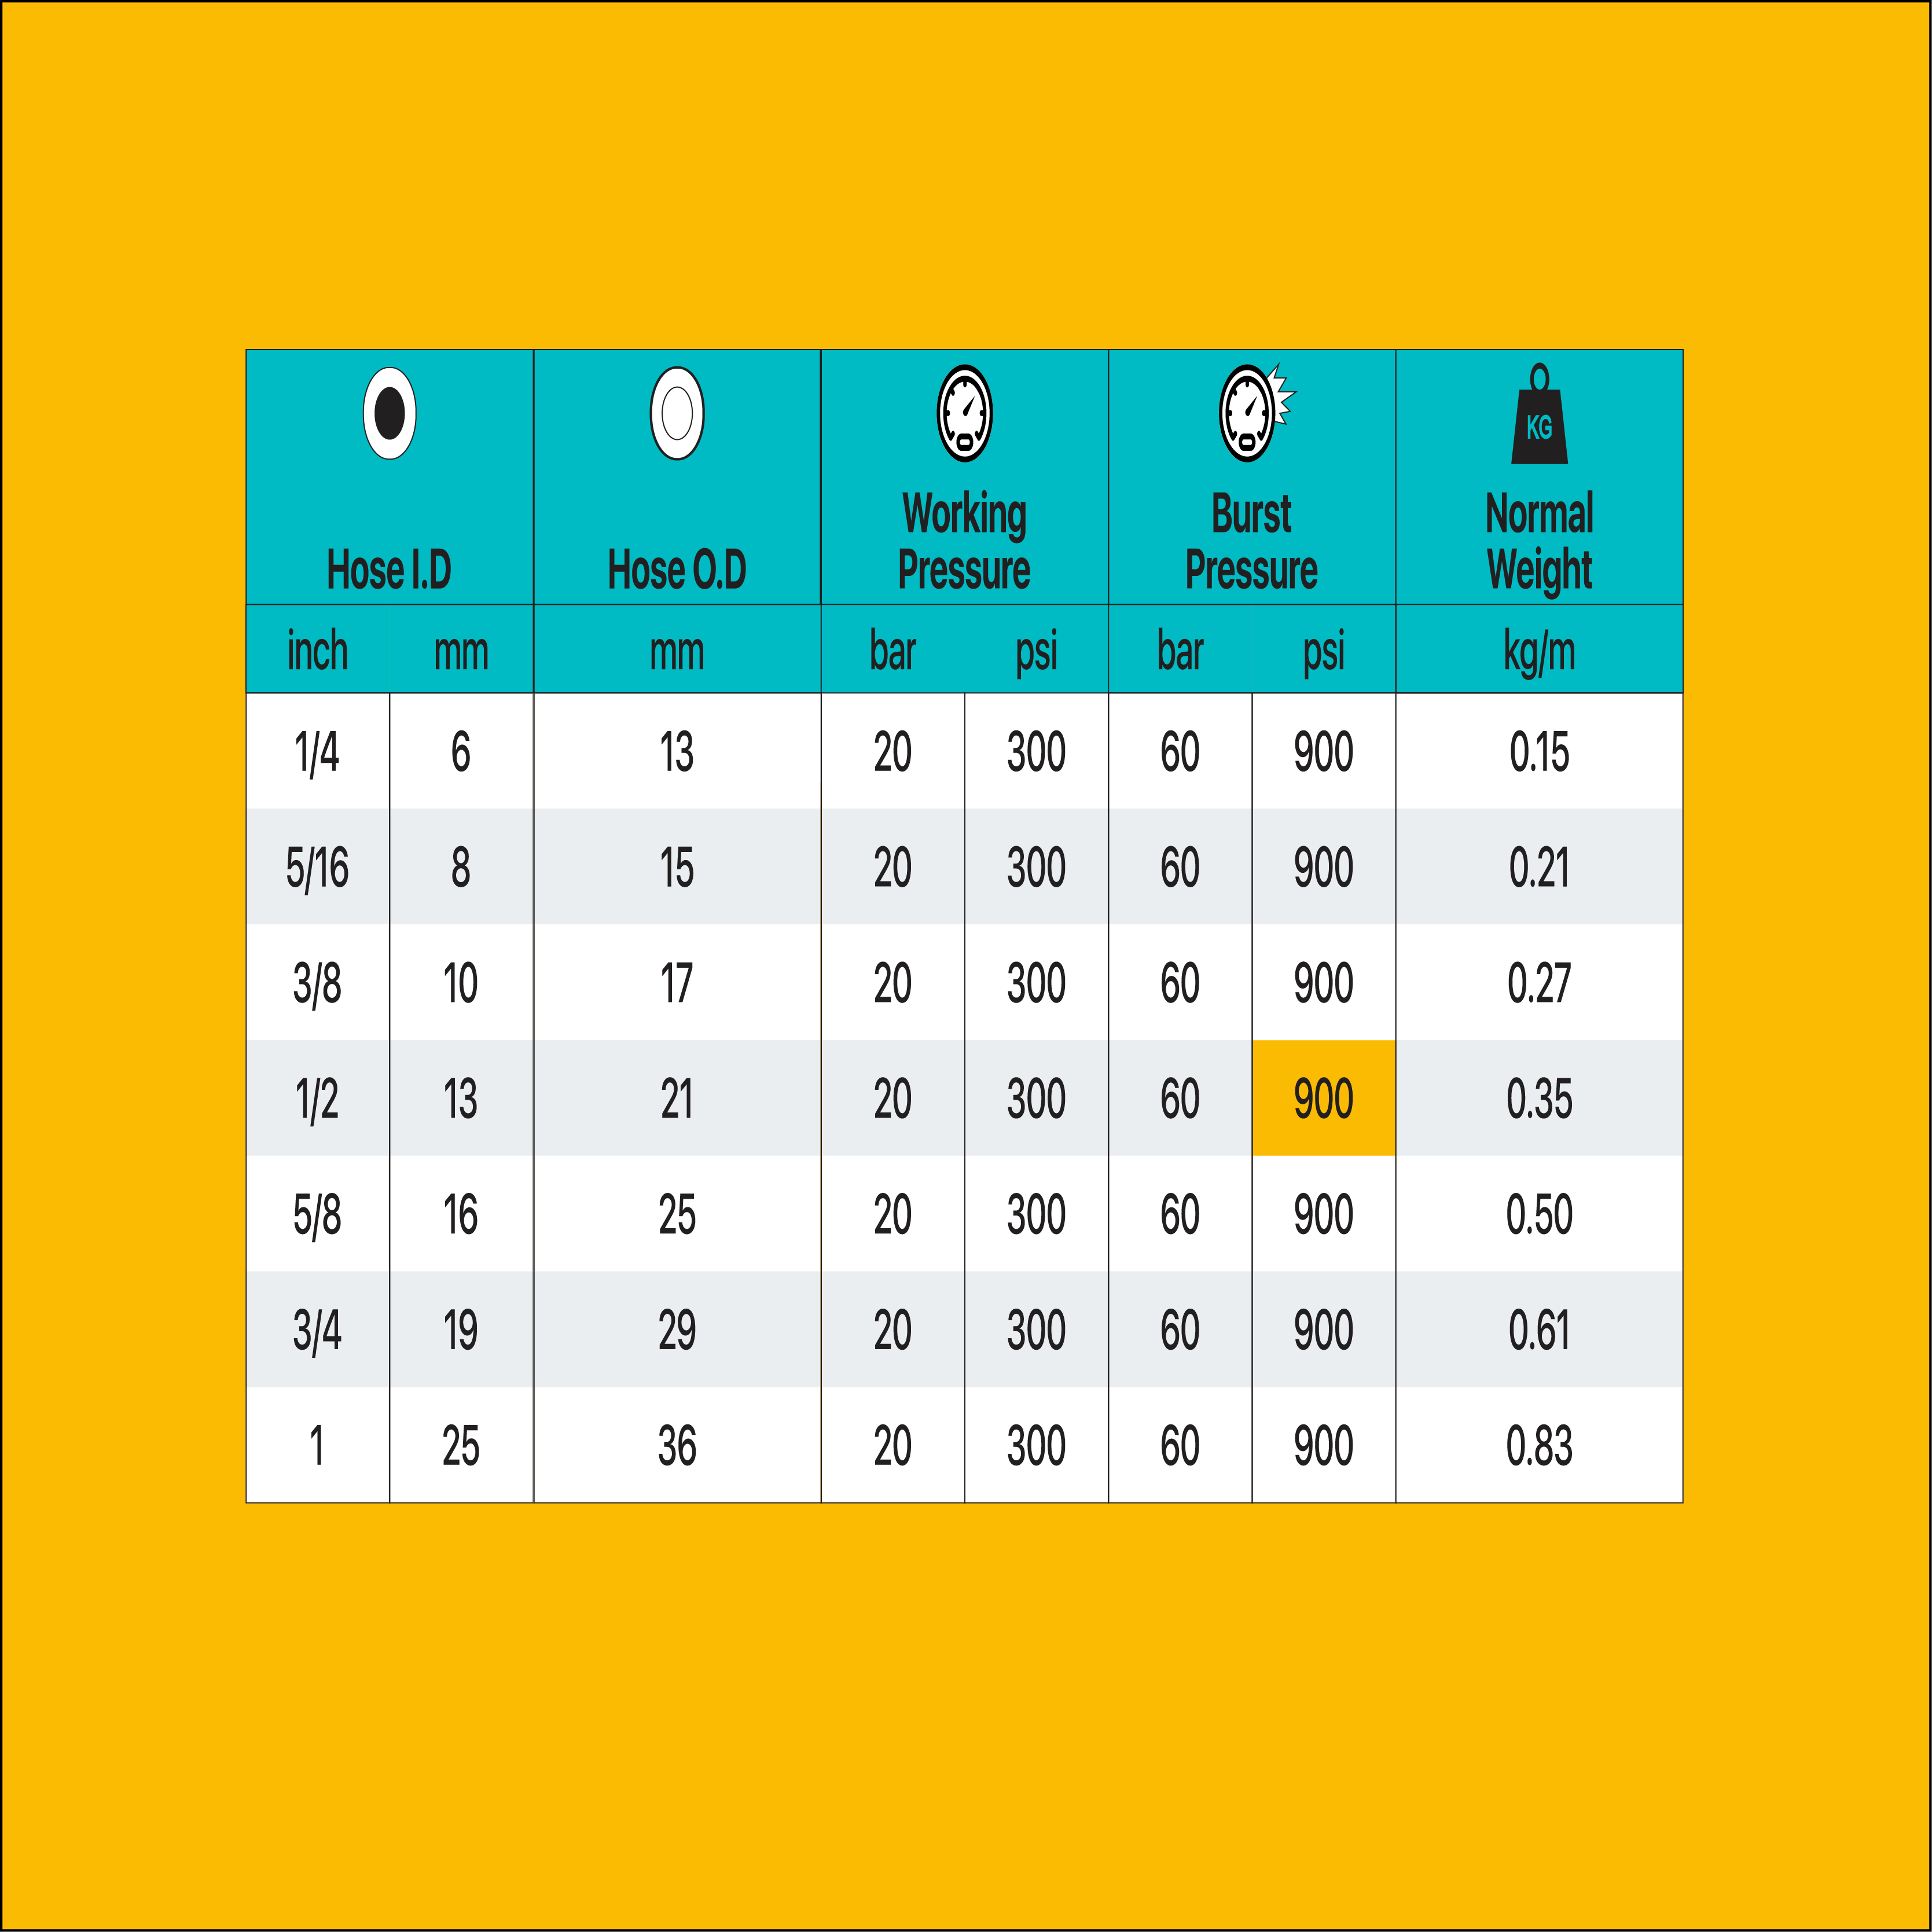 KG
Hose I.D Hose O.D Working Pressure Burst Pressure Normal Weight
inch mm mm bar psi bar psi kg/m
1/4 6 13 20 300 60 900 0.15
5/16 8 15 20 300 60 900 0.21
3/8 10 17 20 300 60 900 0.27
1/2 13 21 20 300 60 900 0.35
5/8 16 25 20 300 60 900 0.50
3/4 19 29 20 300 60 900 0.61
1 25 36 20 300 60 900 0.83